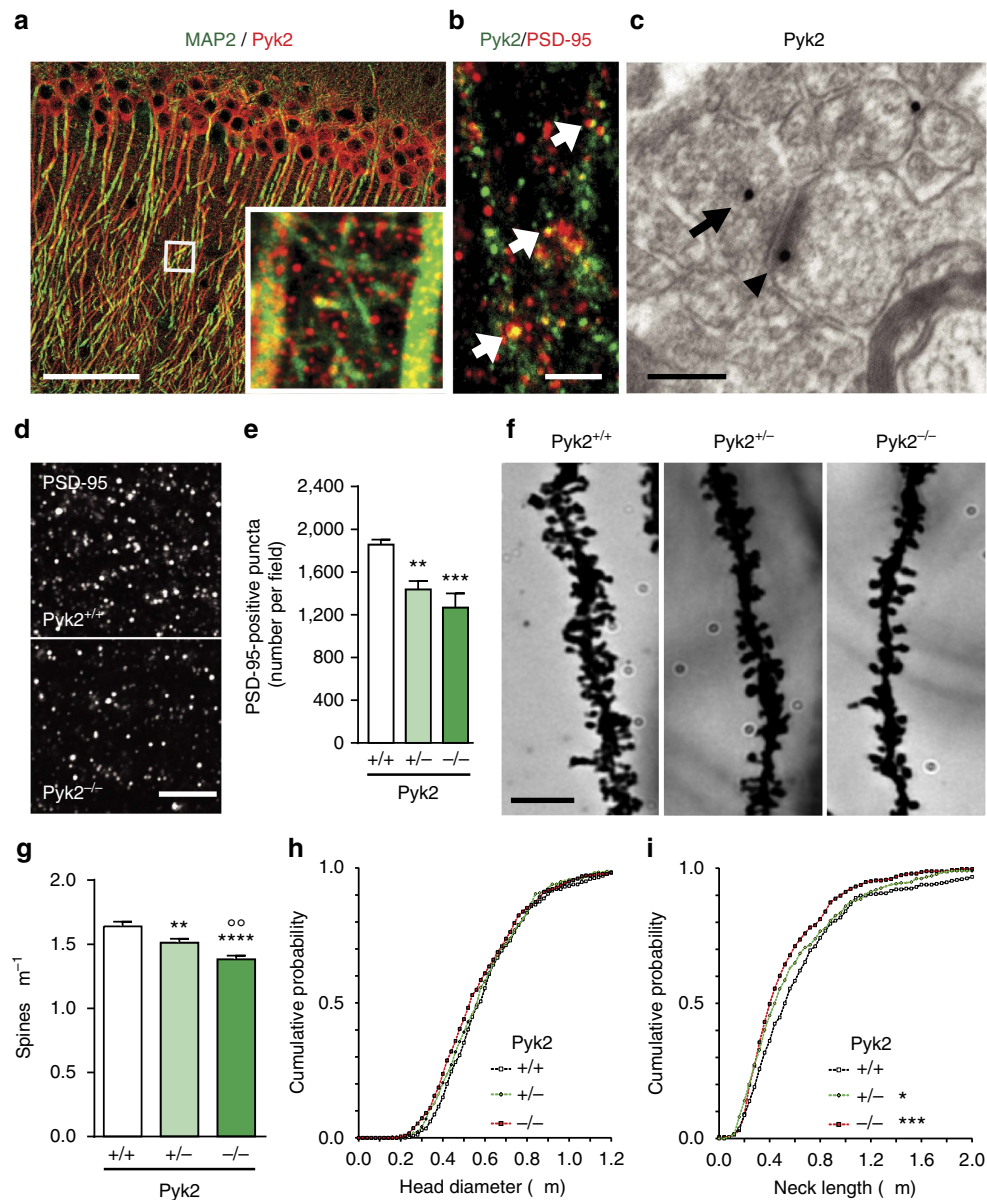 a
MAP2 / Pyk2
b
Pyk2/PSD-95
c
Pyk2
d
PSD-95
Pyk2+/+
Pyk2–/–
e
PSD-95-positive puncta
(number per field)
2,400
2,000
1,600
1,200
800
400
0
**
***
+/+ +/– –/–
Pyk2
f
Pyk2+/+
Pyk2+/–
Pyk2–/–
g
Spines m–1
2.0
1.5
1.0
0.5
0.0
**
°°
****
+/+ +/– –/–
Pyk2
h
Cumulative probability
1.0
0.5
0.0
Pyk2
+/+
+/–
–/–
0.0 0.2 0.4 0.6 0.8 1.0 1.2
Head diameter ( m)
i
Cumulative probability
1.0
0.5
0.0
Pyk2
+/+
+/– *
–/– ***
0.0 0.4 0.8 1.2 1.6 2.0
Neck length ( m)